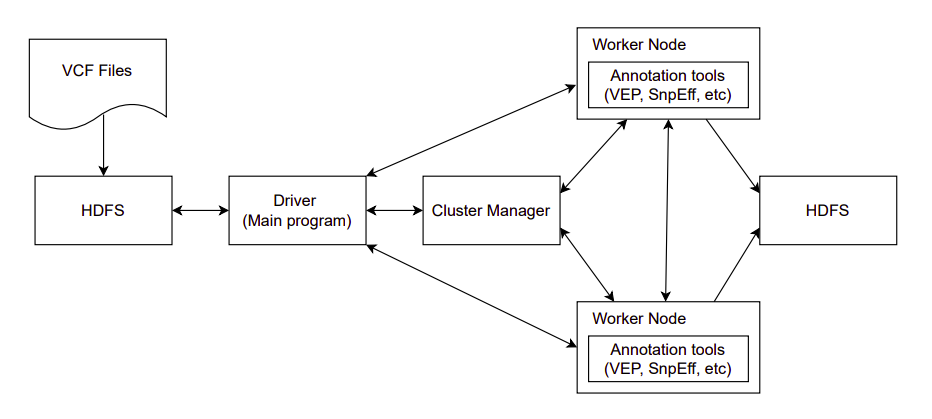 VCF Files
HDFS
Driver
(Main program)
Cluster Manager
Worker Node
Annotation tools
(VEP, SnpEff, etc)
Worker Node
Annotation tools
(VEP, SnpEff, etc)
HDFS